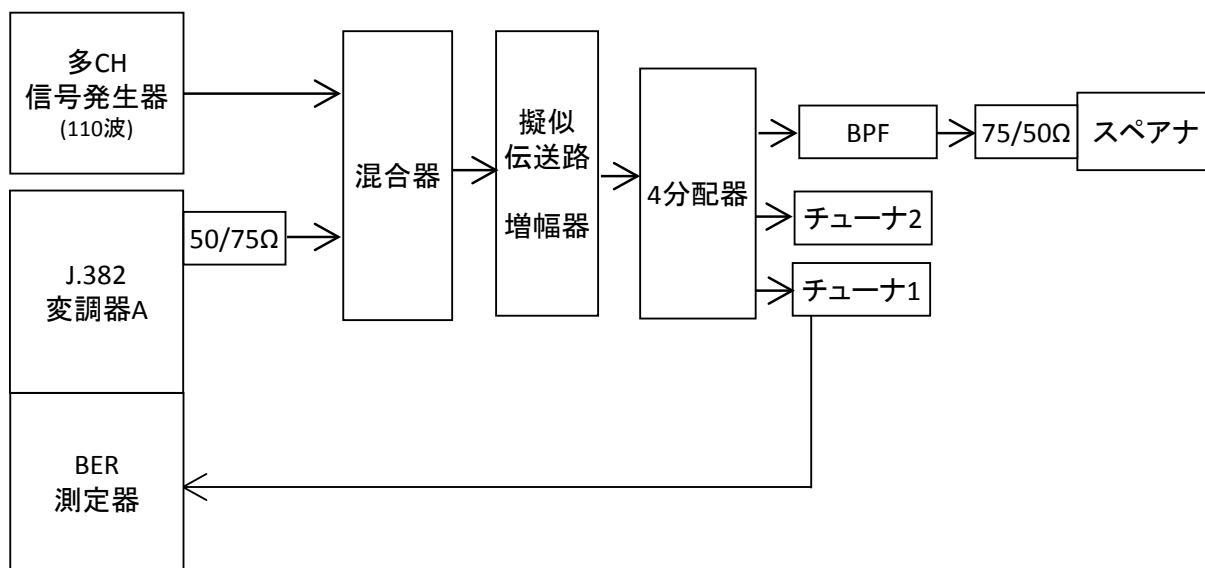 多CH
信号発生器
(110波)
J.382
変調器A
BER
測定器
50/75Ω
混合器
擬似
伝送路
増幅器
4分配器
BPF
75/50Ω
スペアナ
チューナ2
チューナ1